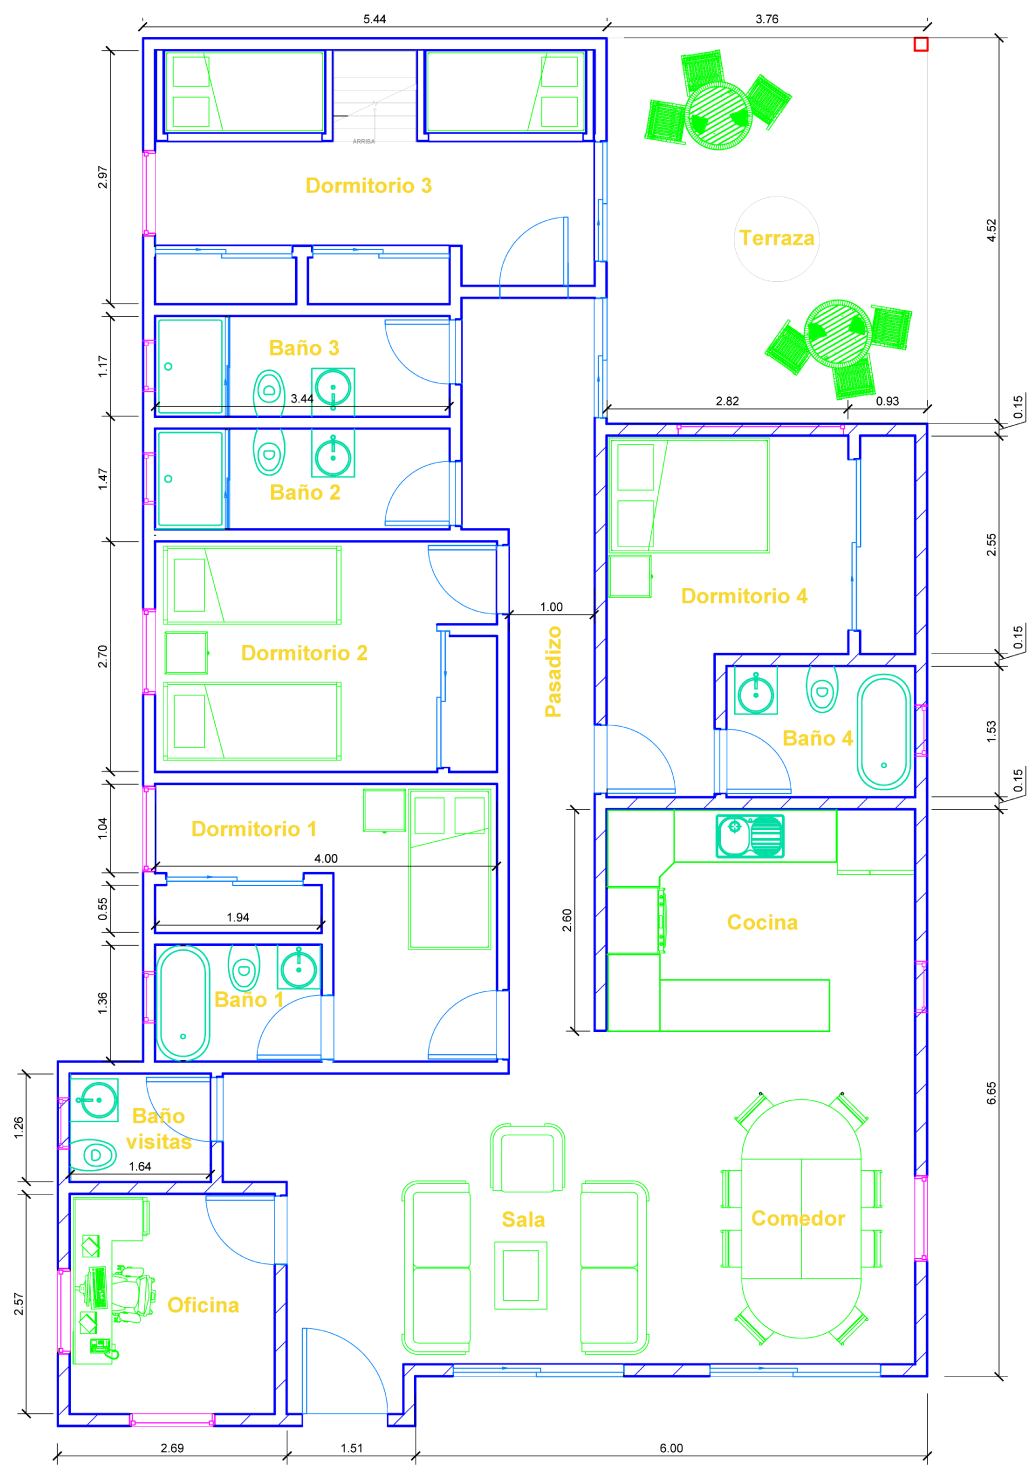 5.44
3.76
ARRIBA
2.97
Dormitorio 3
Terraza
4.52
Baño 3
1.17
3.44
2.82
0.93
0.15
1.47
Baño 2
2.55
Dormitorio 4
1.00
Pasadizo
0.15
2.70
Dormitorio 2
1.53
Baño 4
0.15
1.04
Dormitorio 1
4.00
0.55
1.94
2.60
Cocina
1.36
Baño 1
6.65
1.26
Baño
visitas
1.64
Sala
Comedor
2.57
Oficina
2.69
1.51
6.00